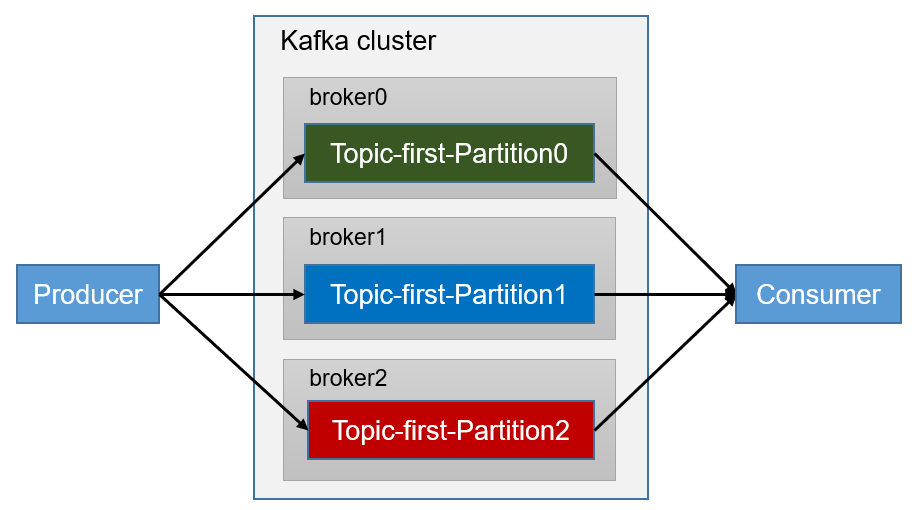 Kafka cluster
broker0
Topic-first-Partition0
broker1
Producer
Topic-first-Partition1
Consumer
broker2
Topic-first-Partition2